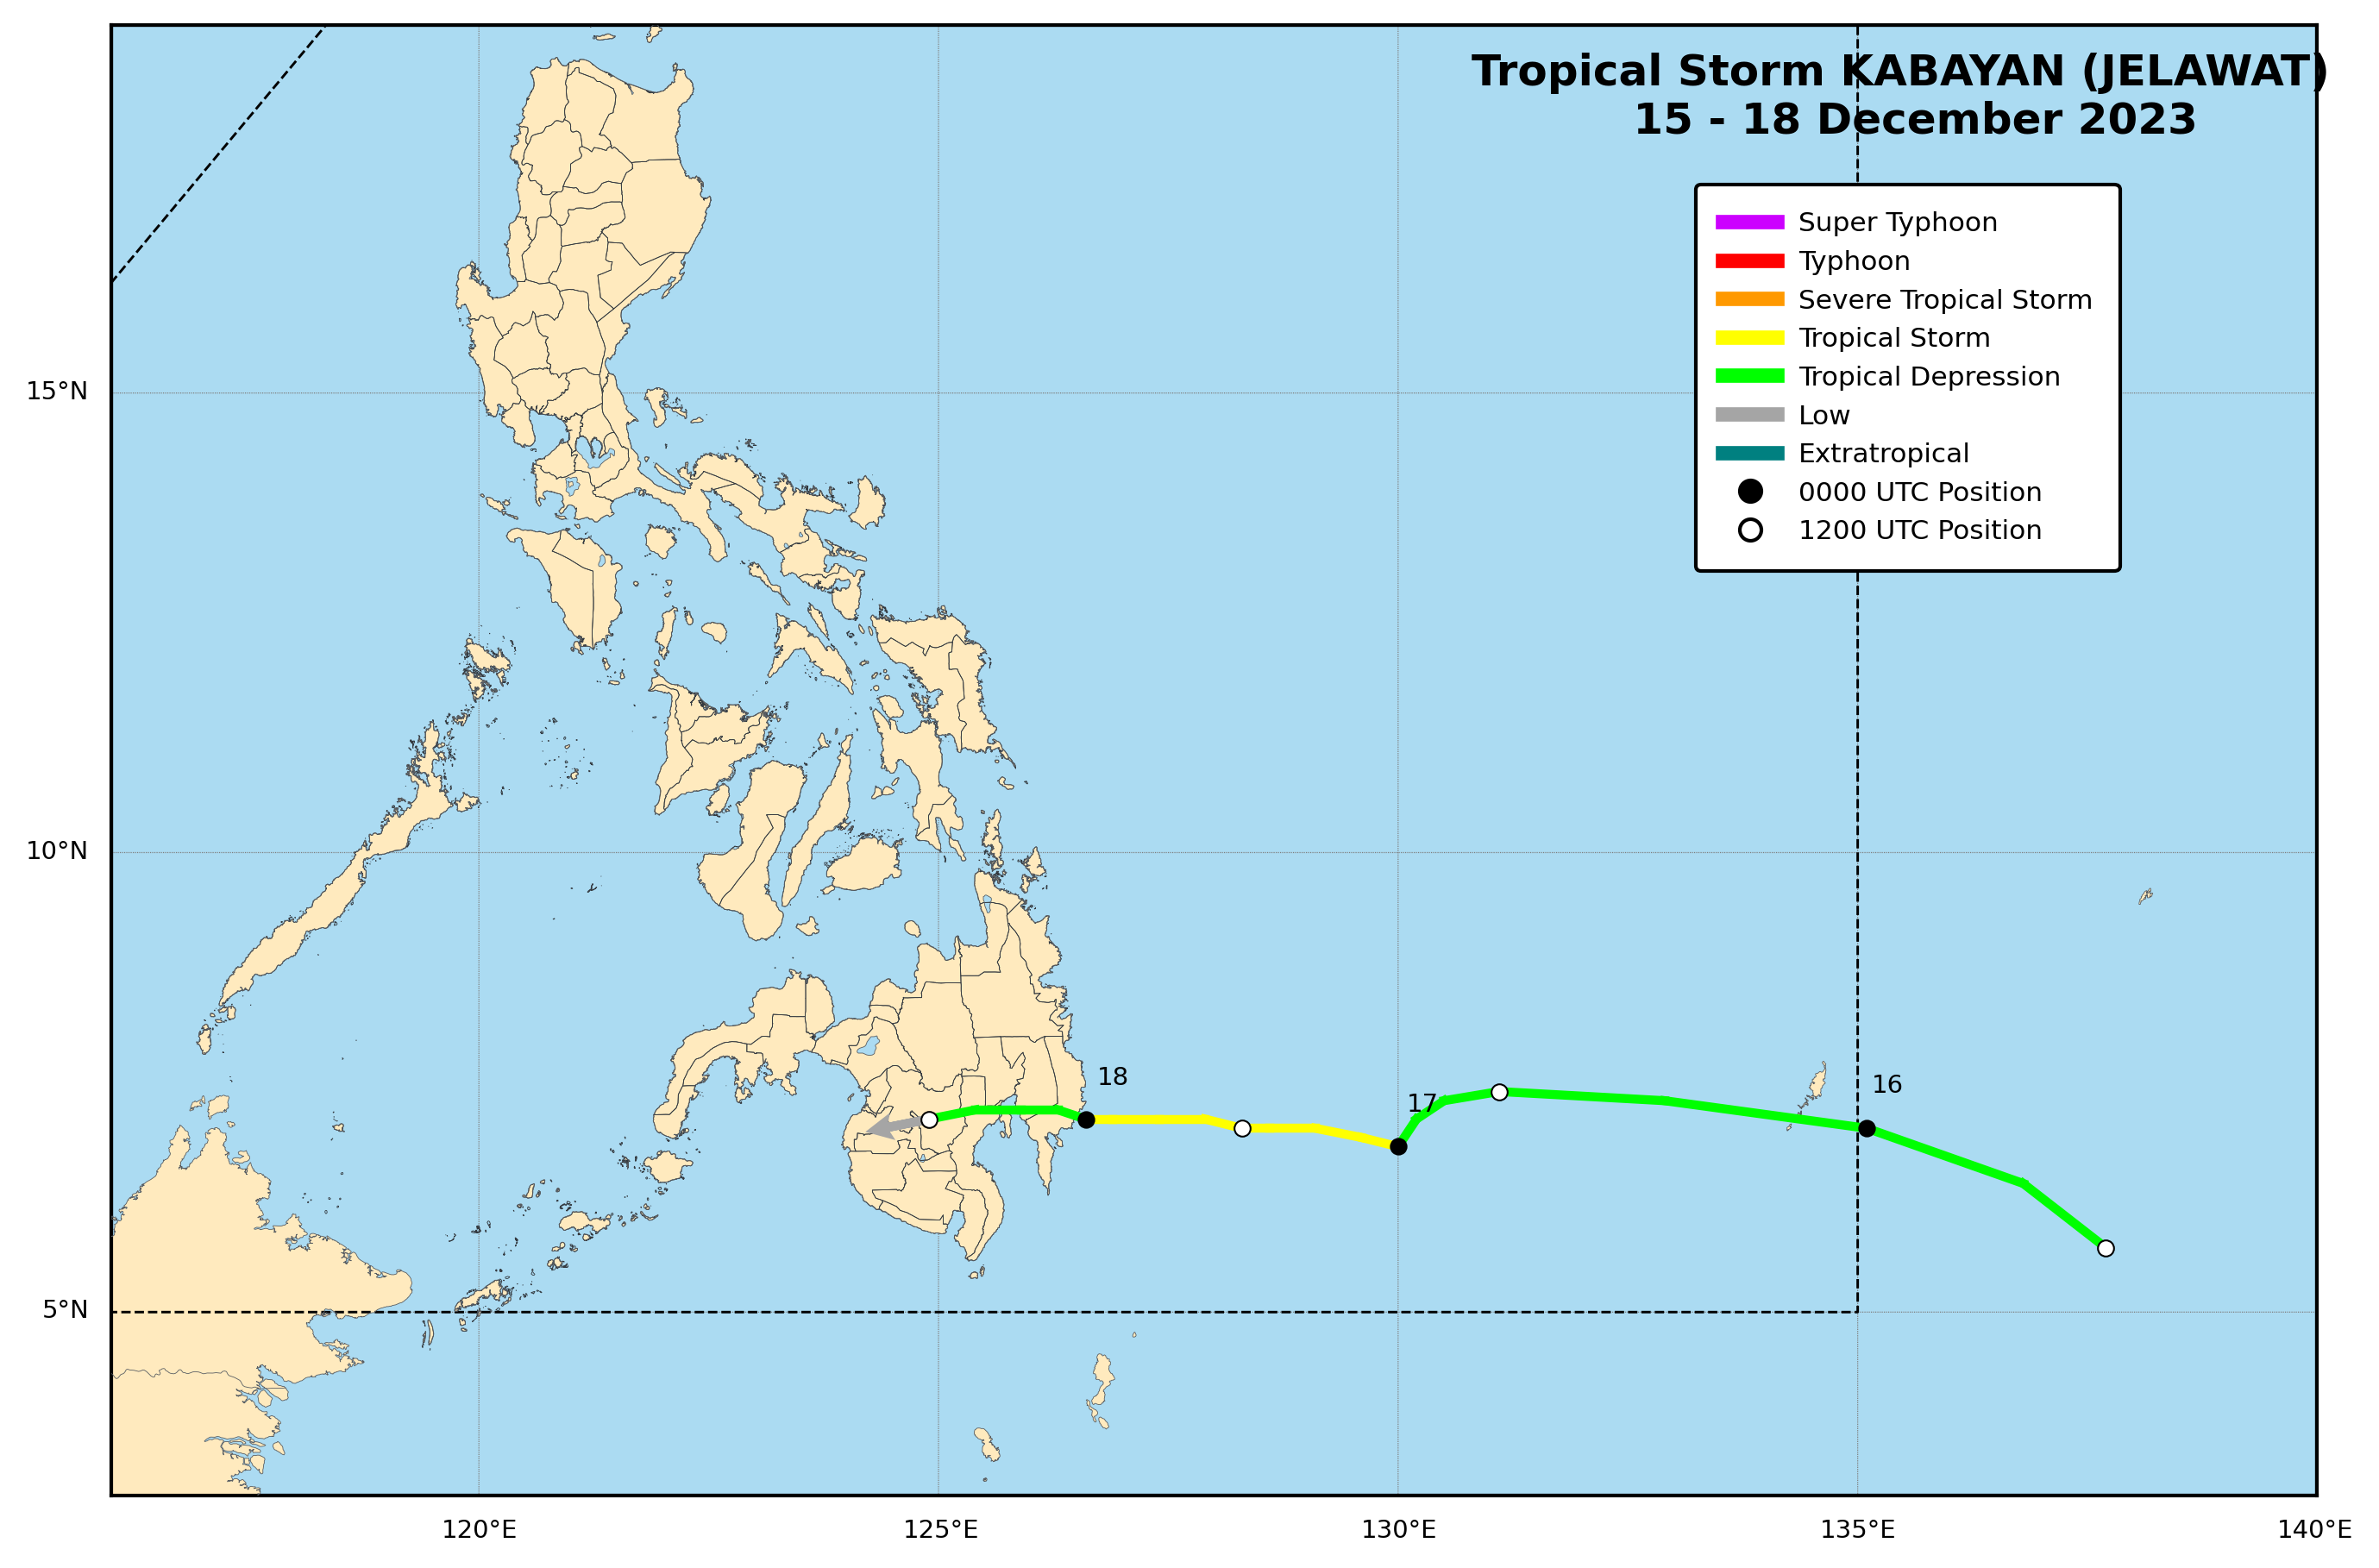 Tropical Storm KABAYAN (JELAWAT)
15 - 18 December 2023
Super Typhoon
Typhoon
Severe Tropical Storm
Tropical Storm
Tropical Depression
Low
Extratropical
0000 UTC Position
1200 UTC Position
15°N
10°N
5°N
18
17
16
120°E
125°E
130°E
135°E
140°E